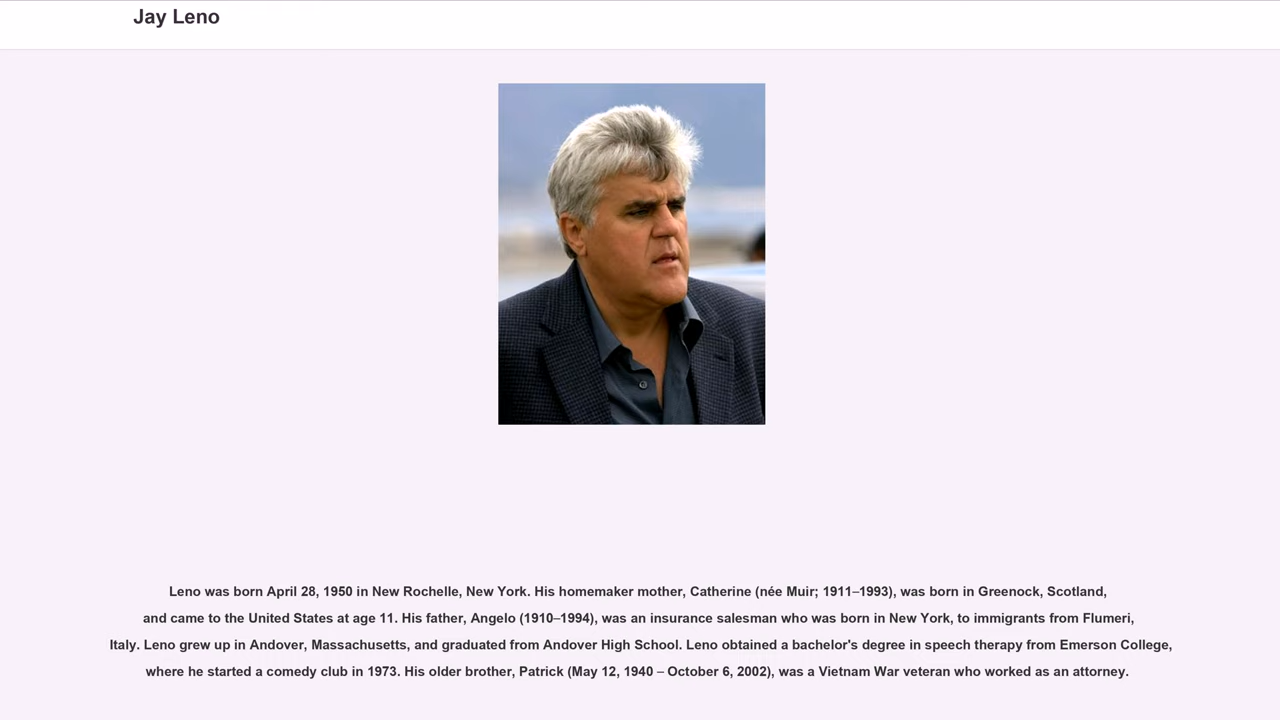 Jay Leno
Leno was born April 28, 1950 in New Rochelle, New York. His homemaker mother, Catherine (née Muir; 1911–1993), was born in Greenock, Scotland,
and came to the United States at age 11. His father, Angelo (1910–1994), was an insurance salesman who was born in New York, to immigrants from Flumeri,
Italy. Leno grew up in Andover, Massachusetts, and graduated from Andover High School. Leno obtained a bachelor's degree in speech therapy from Emerson College,
where he started a comedy club in 1973. His older brother, Patrick (May 12, 1940 – October 6, 2002), was a Vietnam War veteran who worked as an attorney.